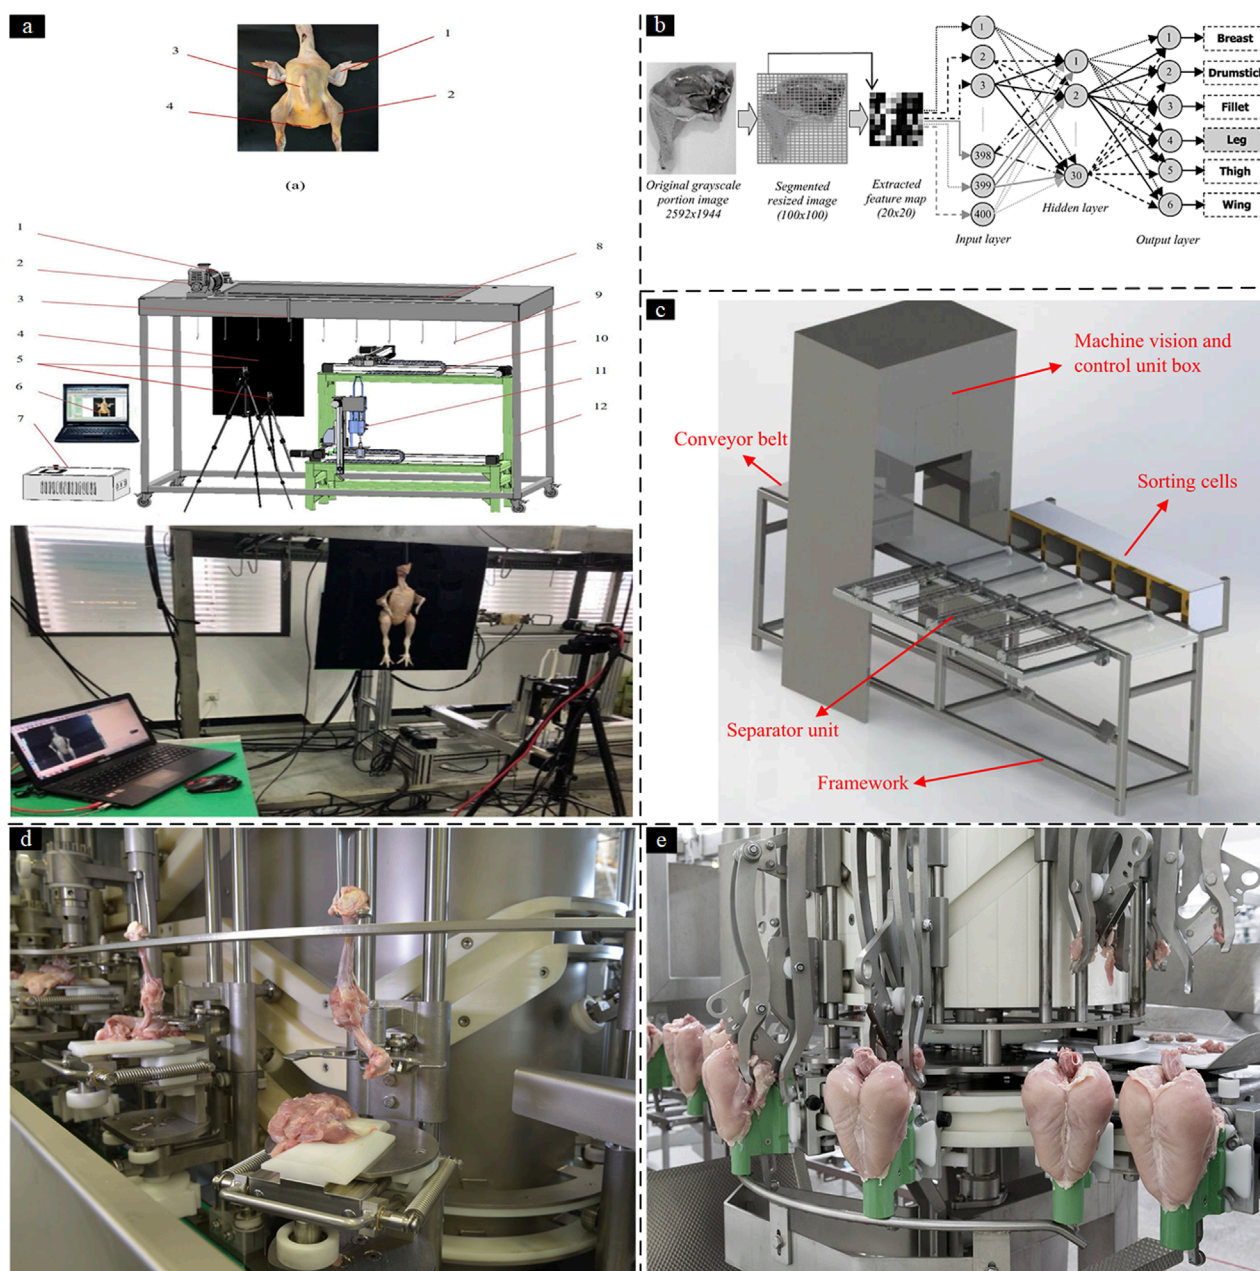 a
1
3
4
2
(a)
1
2
3
4
5
6
7
8
9
10
11
12
b
Original grayscale
portion image
2592x1944
Segmented
resized image
(100x100)
Extracted
feature map
(20x20)
1
2
3
398
399
400
Input layer
1
2
30
Hidden layer
1
2
3
4
5
6
Output layer
Breast
Drumstick
Fillet
Leg
Thigh
Wing
c
Machine vision and
control unit box
Conveyor belt
Sorting cells
Separator unit
Framework
d
e